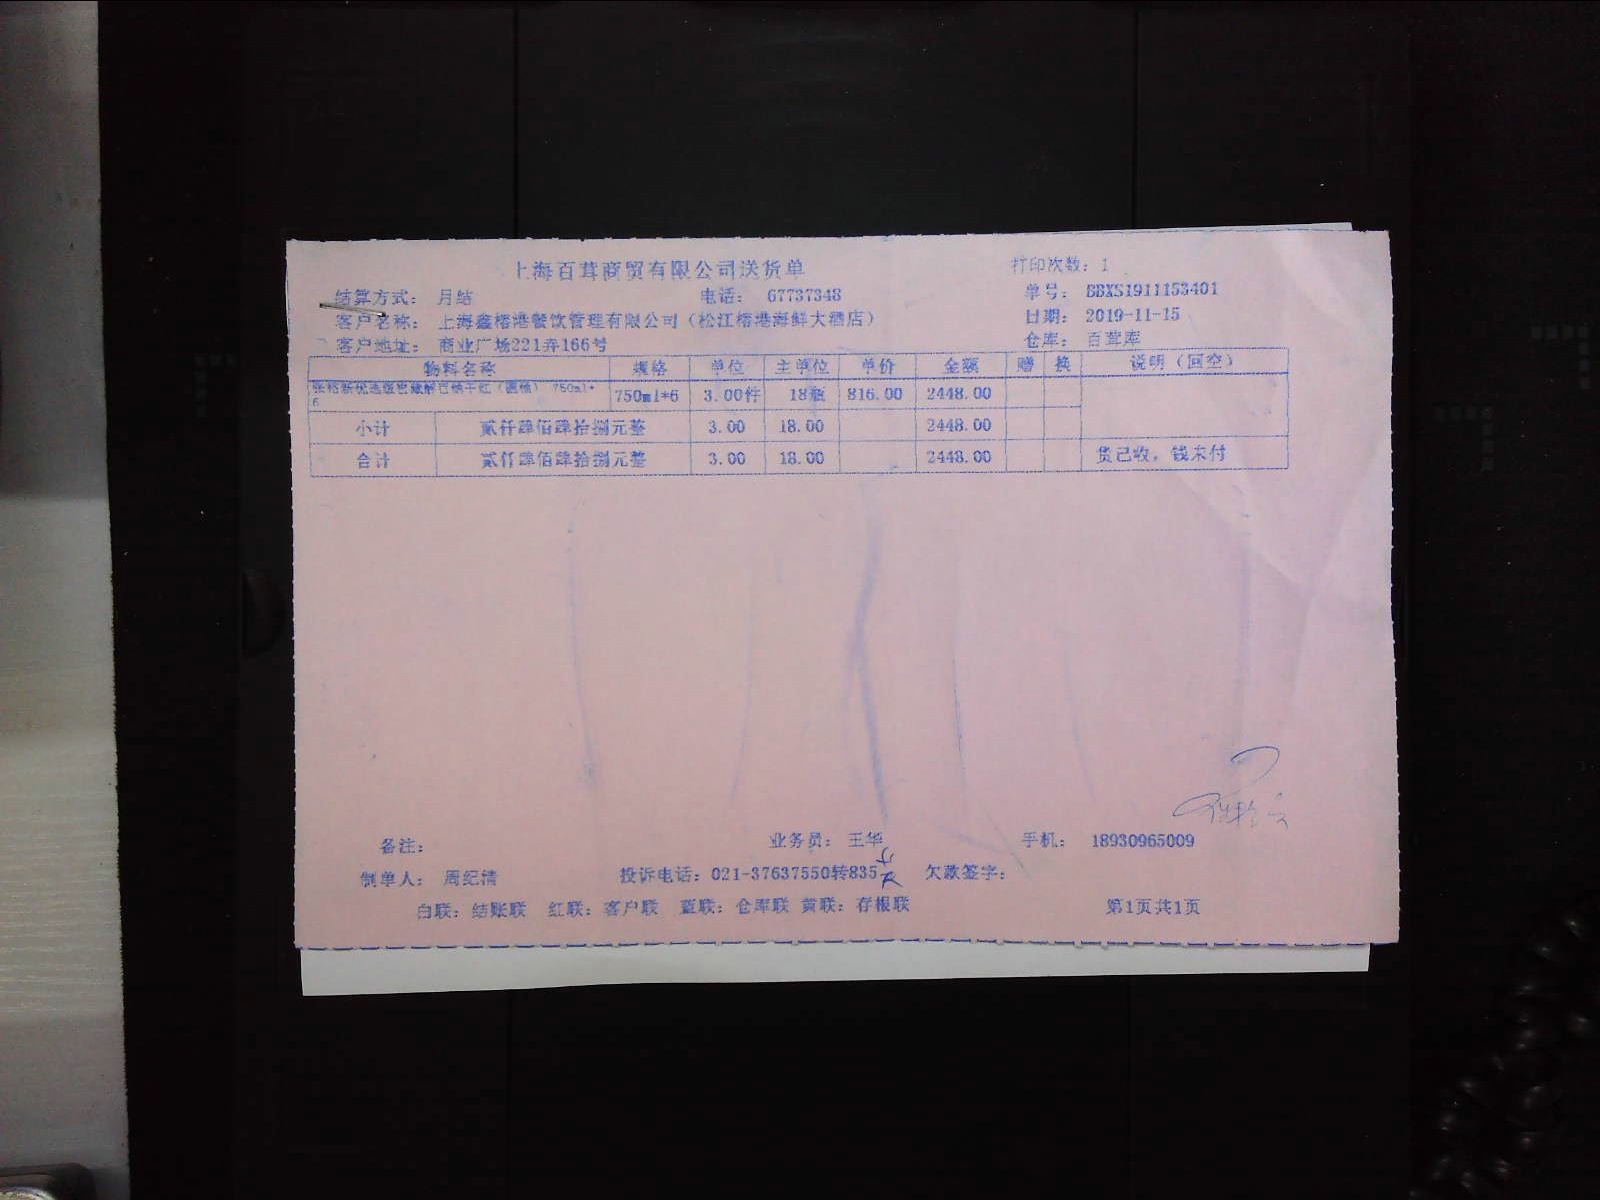 上海百茸商贸有限公司送货单 打印次数: 1
结算方式: 月结 电话: 67737348 单号: BBXS1911153401
客户名称: 上海鑫榕港餐饮管理有限公司(松江榕港海鲜大酒店) 日期: 2019-11-15
客户地址: 商业广场221弄166号 仓库: 百茸库
物料名称 规格 单位 主单位 单价 金额 赠 换 说明(回空)
750ml*6 750ml*6 3.00件 18瓶 816.00 2448.00
小计 贰仟肆佰肆拾捌元整 3.00 18.00 2448.00
合计 贰仟肆佰肆拾捌元整 3.00 18.00 2448.00 货已收,钱未付
备注: 业务员: 王华 手机: 18930965009
制单人: 周纪情 投诉电话: 021-37637550转835 欠款签字:
白联: 结账联 红联: 客户联 蓝联: 仓库联 黄联: 存根联 第1页共1页